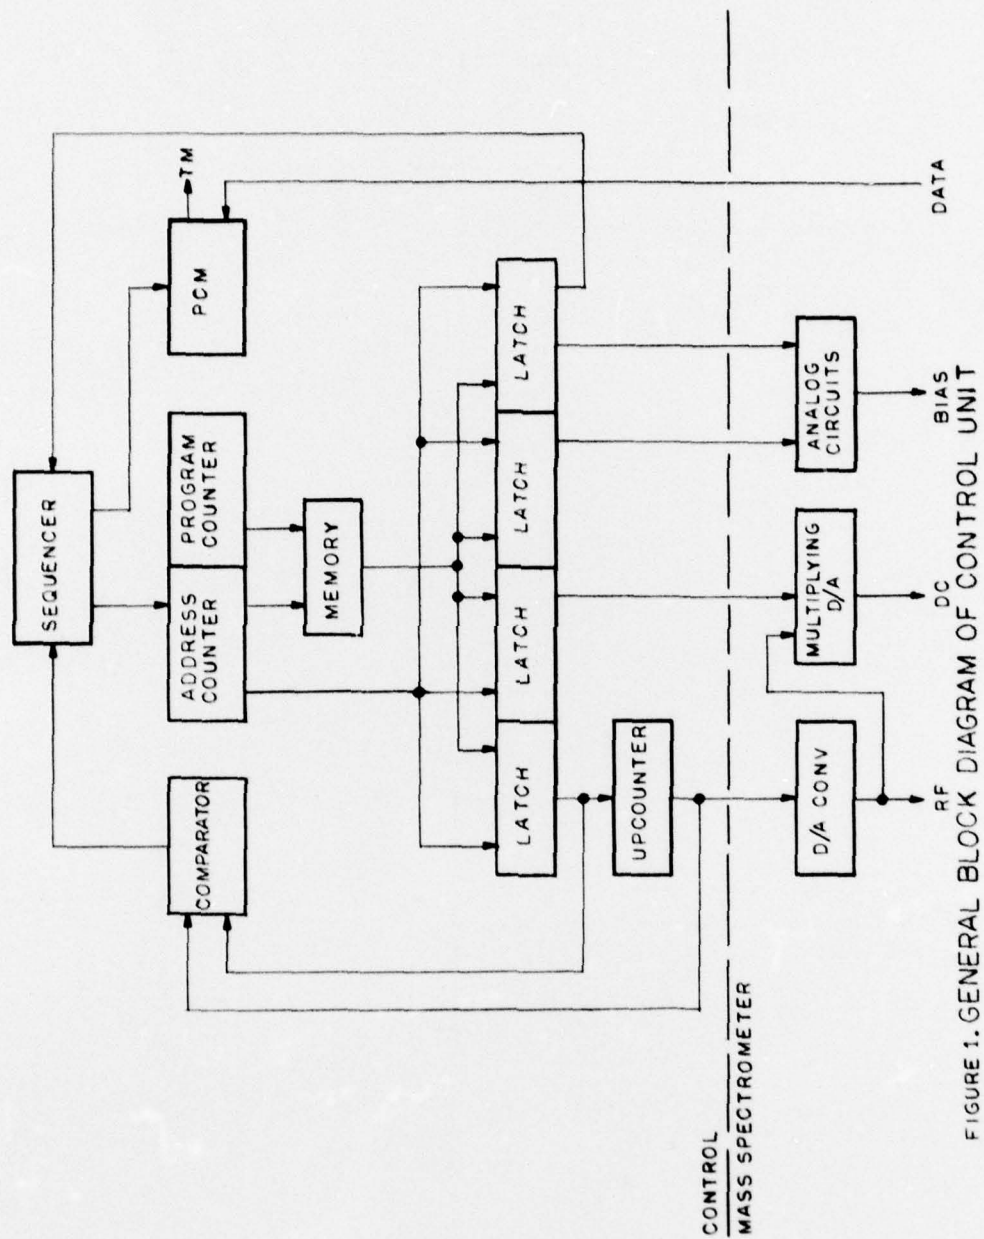 SEQUENCER
COMPARATOR
ADDRESS
COUNTER
PROGRAM
COUNTER
PCM
TM
MEMORY
LATCH
LATCH
LATCH
LATCH
UPCOUNTER
CONTROL
MASS SPECTROMETER
D/A CONV
MULTIPLYING
D/A
ANALOG
CIRCUITS
RF
DC
BIAS
DATA
FIGURE 1. GENERAL BLOCK DIAGRAM OF CONTROL UNIT